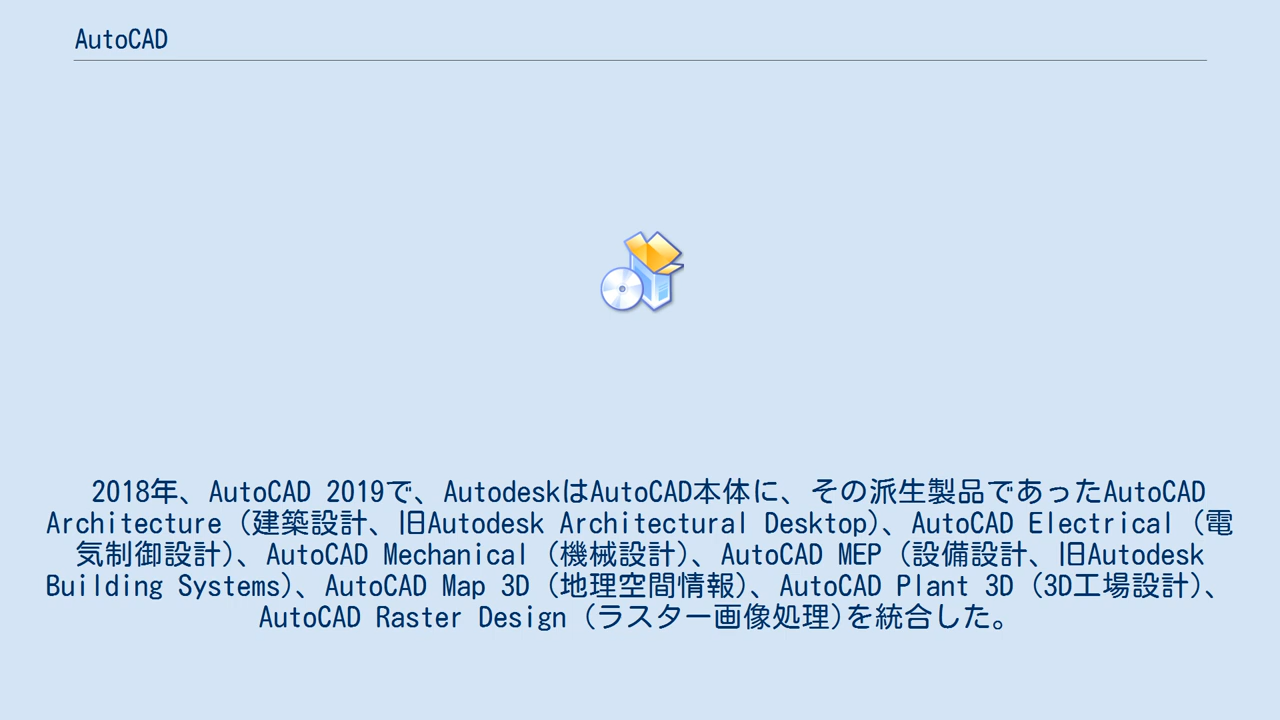 AutoCAD
2018年、AutoCAD 2019で、AutodeskはAutoCAD本体に、その派生製品であったAutoCAD
Architecture (建築設計、旧Autodesk Architectural Desktop)、AutoCAD Electrical (電
気制御設計)、AutoCAD Mechanical (機械設計)、AutoCAD MEP (設備設計、旧Autodesk
Building Systems)、AutoCAD Map 3D (地理空間情報)、AutoCAD Plant 3D (3D工場設計)、
AutoCAD Raster Design (ラスター画像処理)を統合した。